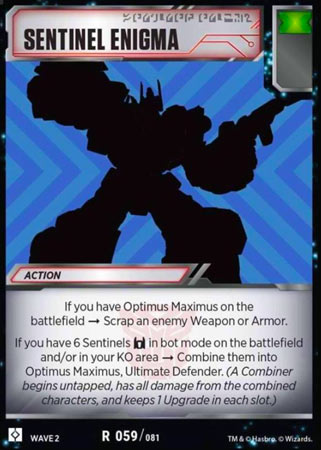 SENTINEL ENIGMA
ACTION
If you have Optimus Maximus on the
battlefield → Scrap an enemy Weapon or Armor.
If you have 6 Sentinels in bot mode on the battlefield
and/or in your KO area → Combine them into
Optimus Maximus, Ultimate Defender. (A Combiner
begins untapped, has all damage from the combined
characters, and keeps 1 Upgrade in each slot.)
WAVE 2
R 059/081
TM & © Hasbro. © Wizards.